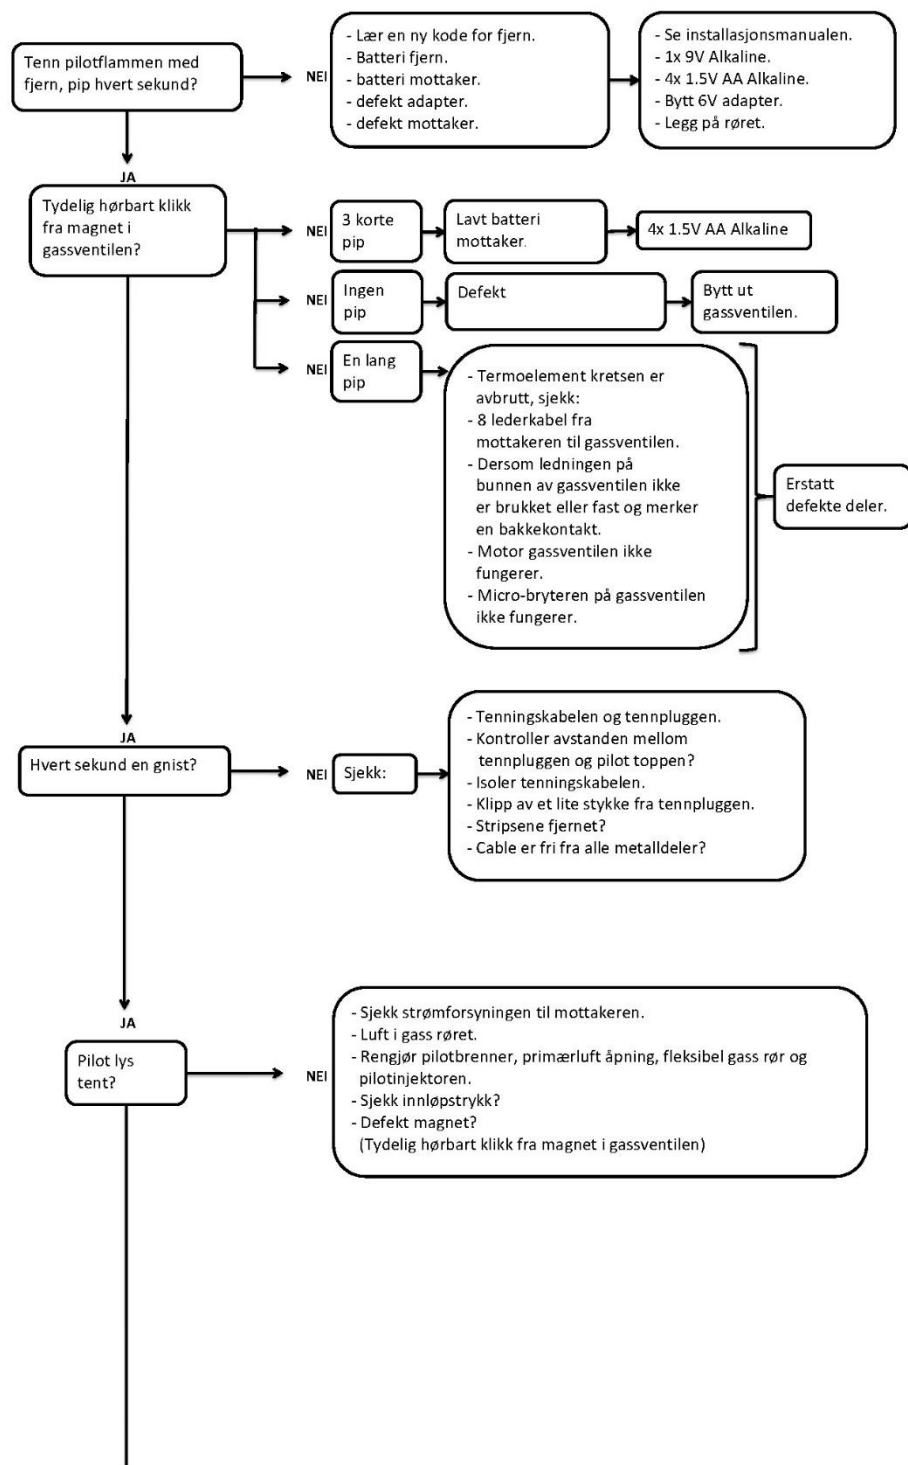 Tenn pilotflammen med
fjern, pip hvert sekund?
NEI
- Lær en ny kode for fjern.
- Batteri fjern.
- batteri mottaker.
- defekt adapter.
- defekt mottaker.
- Se installasjonsmanualen.
- 1x 9V Alkaline.
- 4x 1.5V AA Alkaline.
- Bytt 6V adapter.
- Legg på røret.
JA
Tydelig hørbart klikk
fra magnet i
gassventilen?
NEI
3 korte
pip
Lavt batteri
mottaker.
4x 1.5V AA Alkaline
NEI
Ingen
pip
Defekt
Bytt ut
gassventilen.
NEI
En lang
pip
- Termoelement kretsen er
avbrutt, sjekk:
- 8 lederkabel fra
mottakeren til gassventilen.
- Dersom ledningen på
bunnen av gassventilen ikke
er brukket eller fast og merker
en bakkekontakt.
- Motor gassventilen ikke
fungerer.
- Micro-bryteren på gassventilen
ikke fungerer.
Erstatt
defekte deler.
JA
Hvert sekund en gnist?
NEI
Sjekk:
- Tenningskabelen og tennpluggen.
- Kontroller avstanden mellom
tennpluggen og pilot toppen?
- Isoler tenningskabelen.
- Klipp av et lite stykke fra tennpluggen.
- Stripsene fjernet?
- Cable er fri fra alle metalldeler?
JA
Pilot lys
tent?
NEI
- Sjekk strømforsyningen til mottakeren.
- Luft i gass røret.
- Rengjør pilotbrenner, primærluft åpning, fleksibel gass rør og
pilotinjektoren.
- Sjekk innløpstrykk?
- Defekt magnet?
(Tydelig hørbart klikk fra magnet i gassventilen)